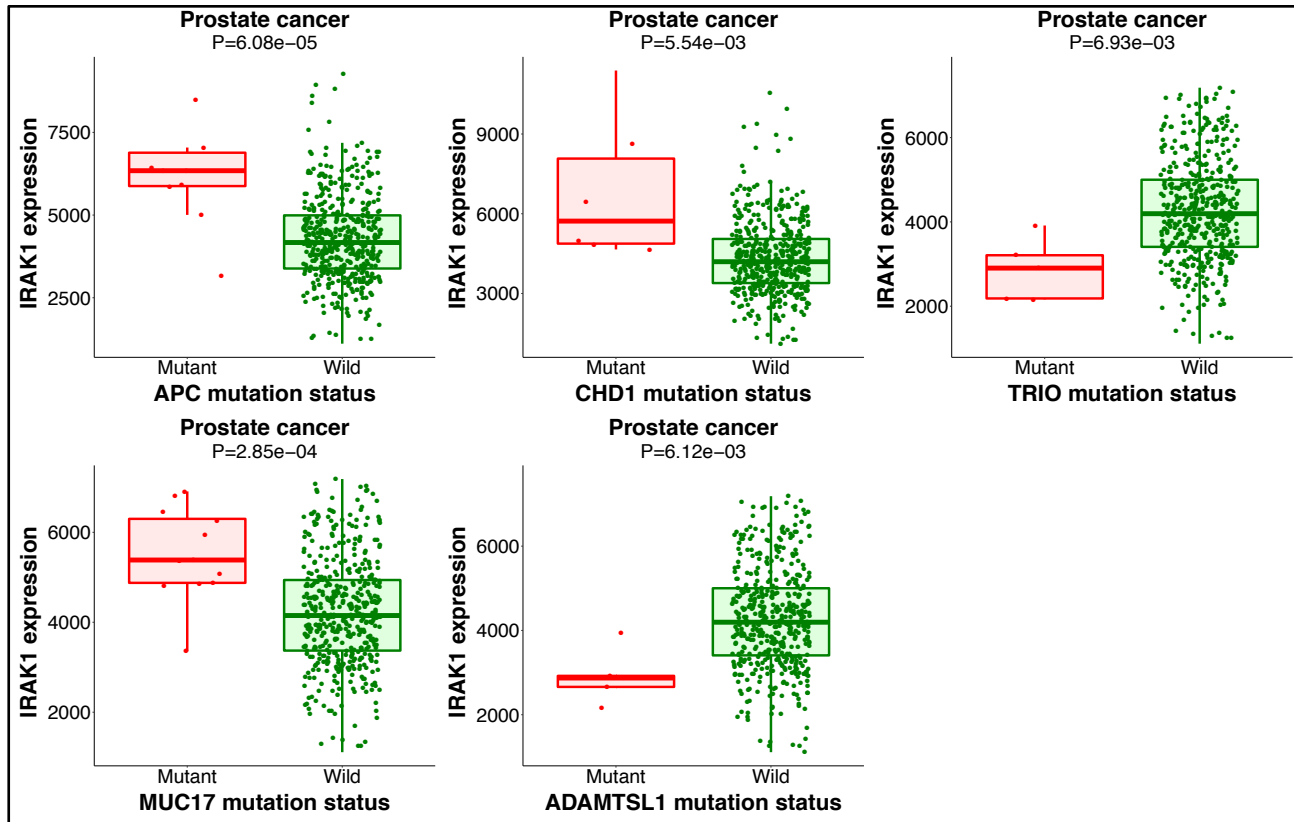 Prostate cancer
P=6.08e−05
IRAK1 expression
7500
5000
2500
Mutant
Wild
APC mutation status
Prostate cancer
P=5.54e−03
IRAK1 expression
9000
6000
3000
Mutant
Wild
CHD1 mutation status
Prostate cancer
P=6.93e−03
IRAK1 expression
6000
4000
2000
Mutant
Wild
TRIO mutation status
Prostate cancer
P=2.85e−04
IRAK1 expression
6000
4000
2000
Mutant
Wild
MUC17 mutation status
Prostate cancer
P=6.12e−03
IRAK1 expression
6000
4000
2000
Mutant
Wild
ADAMTSL1 mutation status